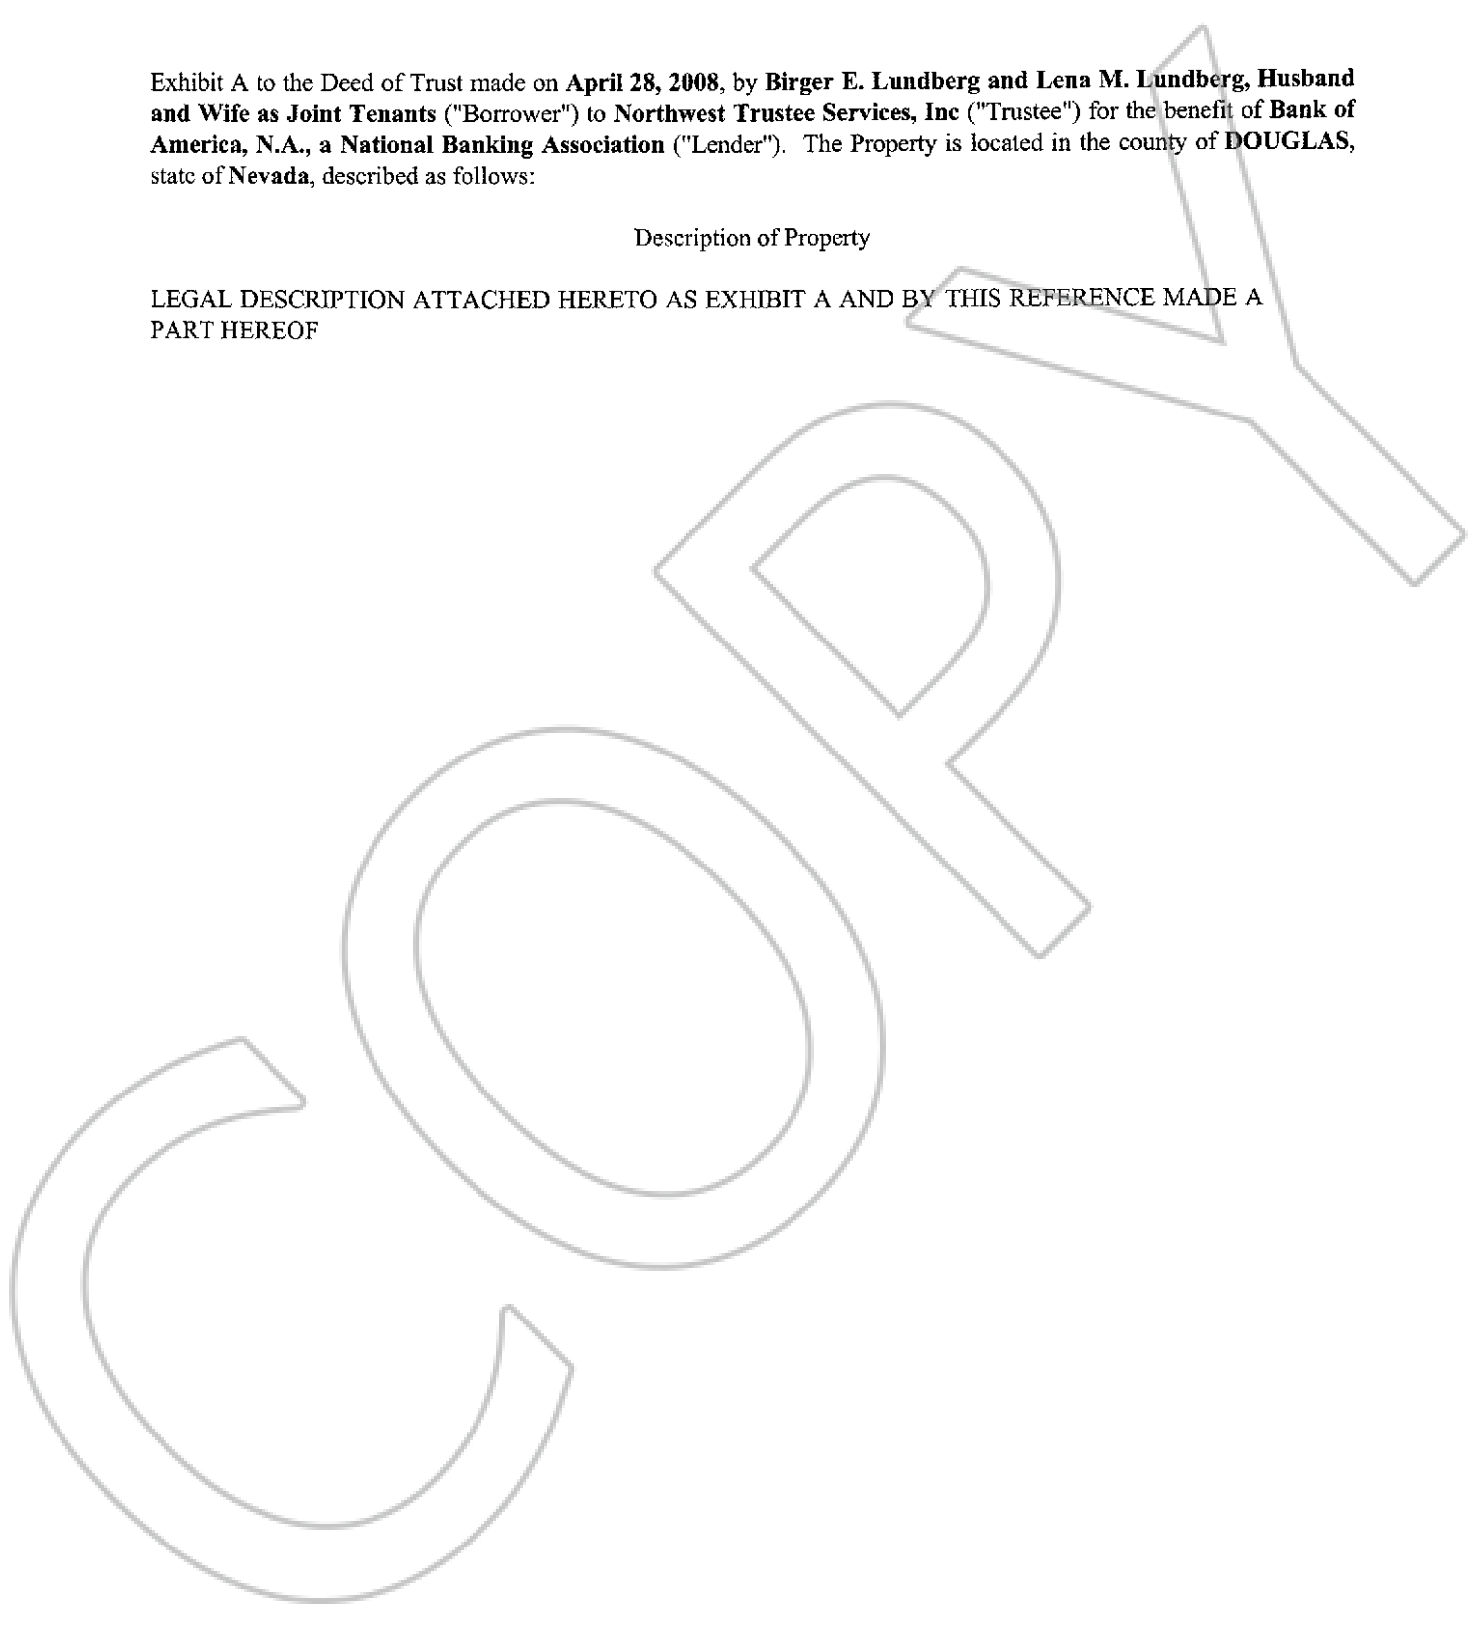 Exhibit A to the Deed of Trust made on April 28, 2008, by Birger E. Lundberg and Lena M. Lundberg, Husband
and Wife as Joint Tenants ("Borrower") to Northwest Trustee Services, Inc ("Trustee") for the benefit of Bank of
America, N.A., a National Banking Association ("Lender"). The Property is located in the county of DOUGLAS,
state of Nevada, described as follows:
Description of Property
LEGAL DESCRIPTION ATTACHED HERETO AS EXHIBIT A AND BY THIS REFERENCE MADE A
PART HEREOF
COPY